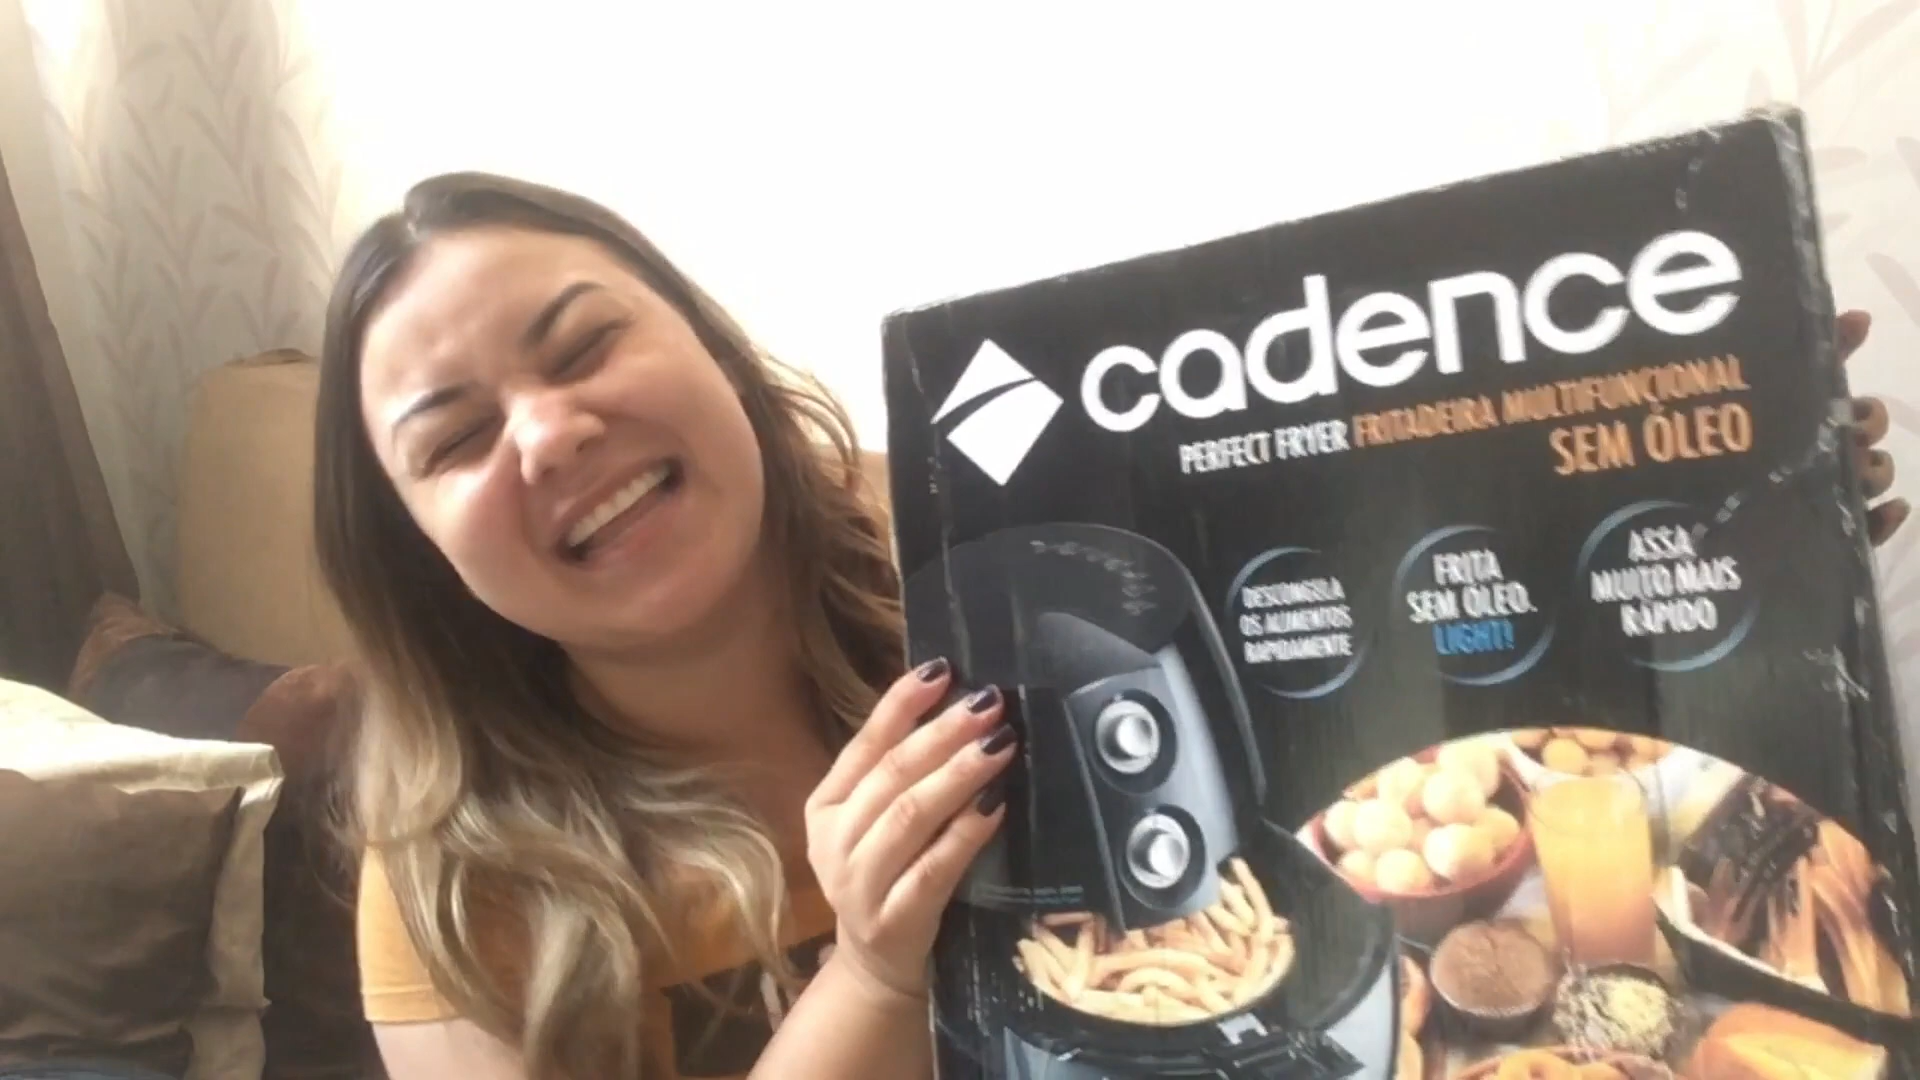 cadence
PERFECT FRYER FRITADEIRA MULTIFUNCIONAL
SEM ÓLEO
DESCONGELA
OS ALIMENTOS
RAPIDAMENTE
FRITA
SEM ÓLEO.
LIGHT!
ASSA
MUITO MAIS
RÁPIDO